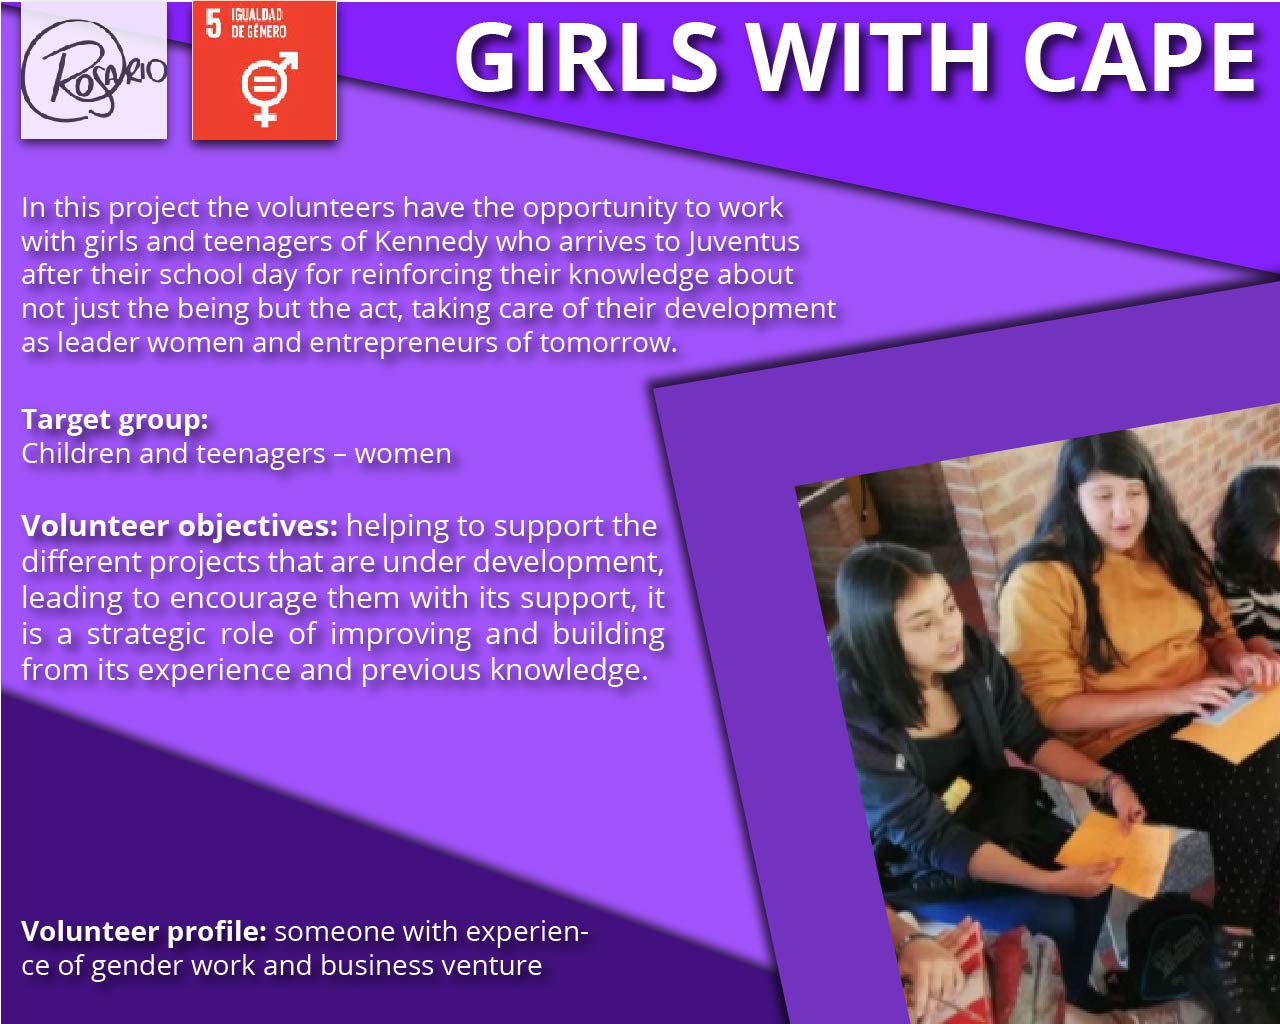 Rosario
5 IGUALDAD
DE GÉNERO
GIRLS WITH CAPE
In this project the volunteers have the opportunity to work
with girls and teenagers of Kennedy who arrives to Juventus
after their school day for reinforcing their knowledge about
not just the being but the act, taking care of their development
as leader women and entrepreneurs of tomorrow.
Target group:
Children and teenagers – women
Volunteer objectives: helping to support the
different projects that are under development,
leading to encourage them with its support, it
is a strategic role of improving and building
from its experience and previous knowledge.
Volunteer profile: someone with experien-
ce of gender work and business venture